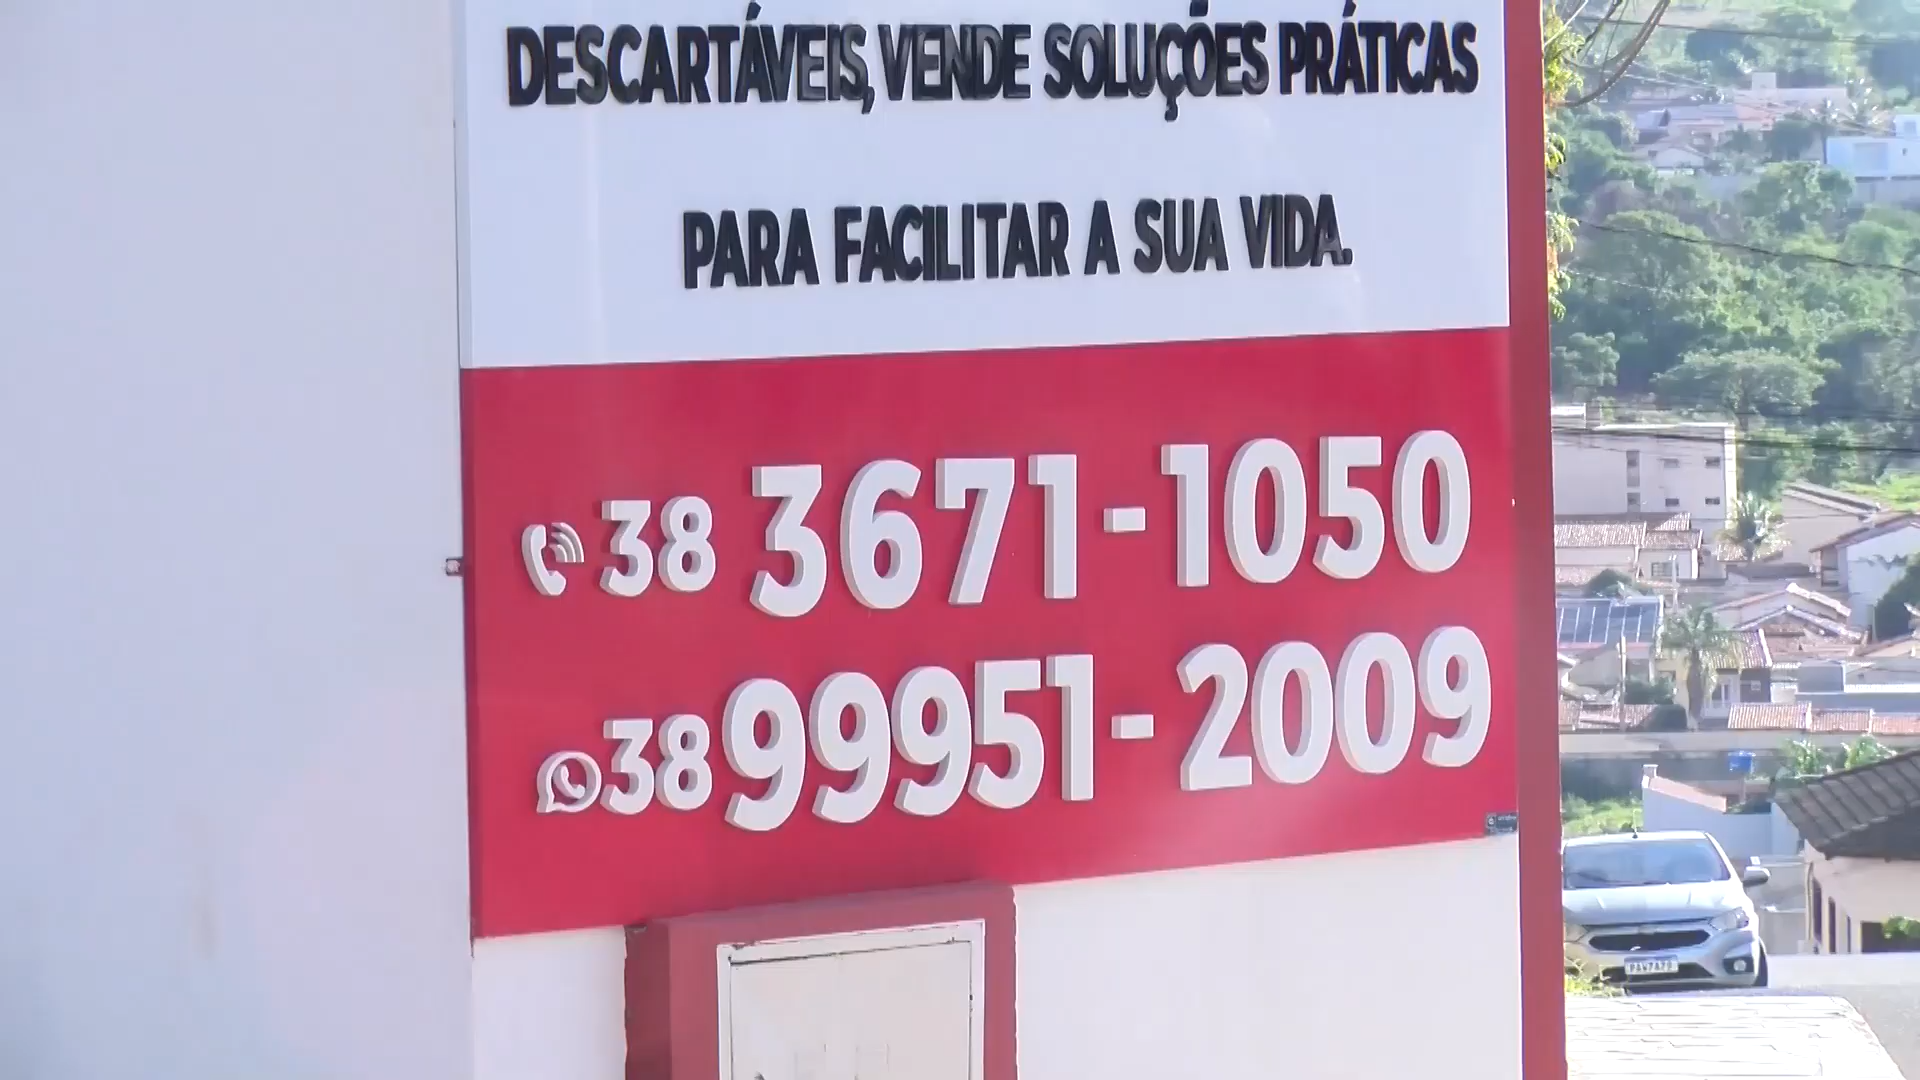 DESCARTÁVEIS, VENDE SOLUÇÕES PRÁTICAS
PARA FACILITAR A SUA VIDA.
38 3671-1050
38 99951-2009